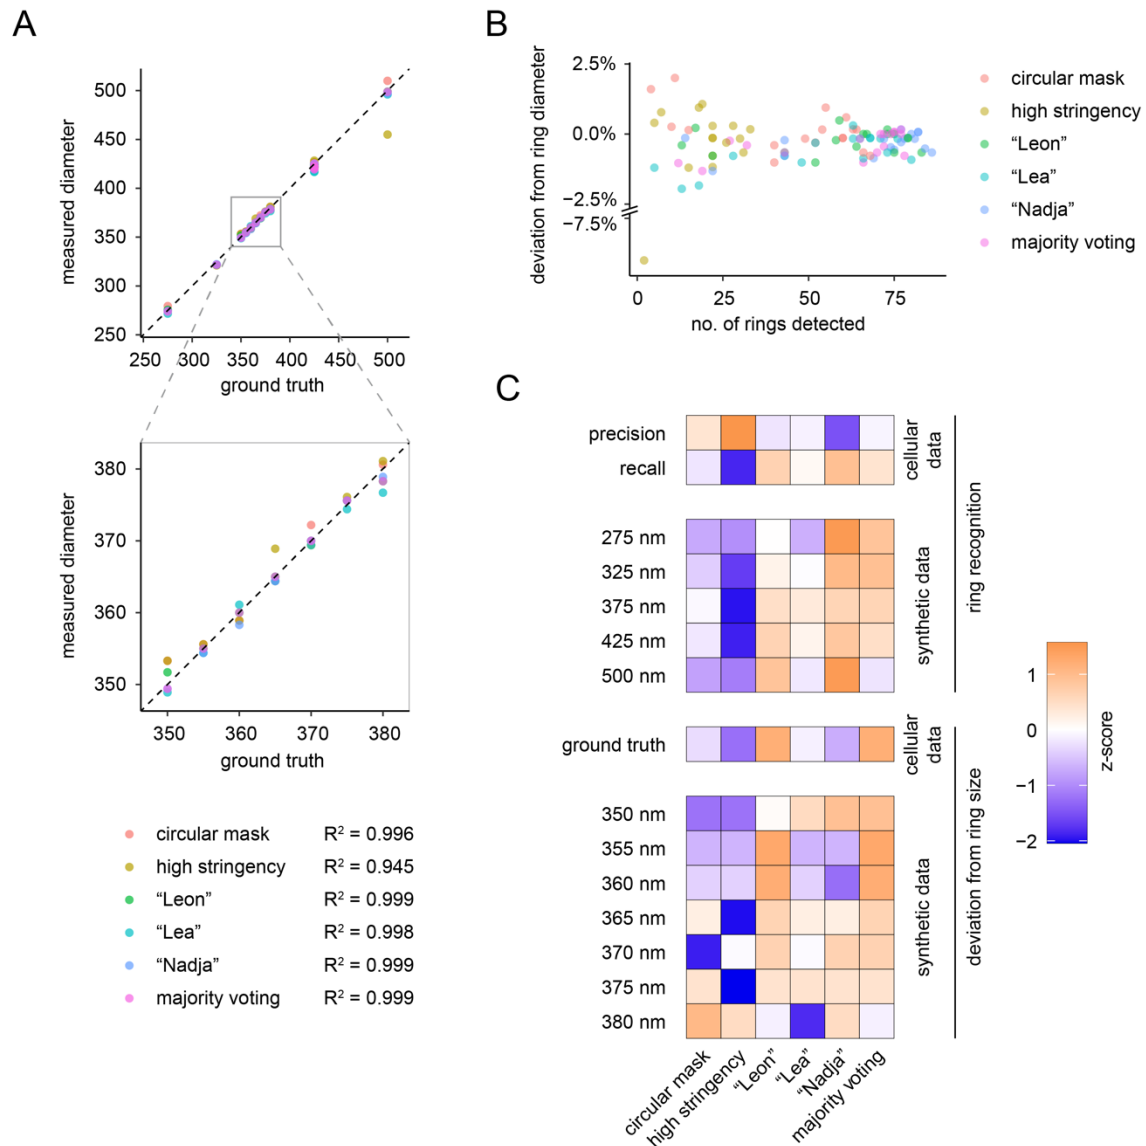 A
measured diameter
500
450
400
350
300
250
250 300 350 400 450 500
ground truth
measured diameter
380
370
360
350
350 360 370 380
ground truth
circular mask R² = 0.996
high stringency R² = 0.945
“Leon” R² = 0.999
“Lea” R² = 0.998
“Nadja” R² = 0.999
majority voting R² = 0.999
B
deviation from ring diameter
2.5%
0.0%
−2.5%
−7.5%
0 25 50 75
no. of rings detected
circular mask
high stringency
“Leon”
“Lea”
“Nadja”
majority voting
C
precision
recall
cellular
data
275 nm
325 nm
375 nm
425 nm
500 nm
synthetic data
ring recognition
ground truth
cellular
data
350 nm
355 nm
360 nm
365 nm
370 nm
375 nm
380 nm
synthetic data
deviation from ring size
circular mask
high stringency
“Leon”
“Lea”
“Nadja”
majority voting
1
0
−1
−2
z-score